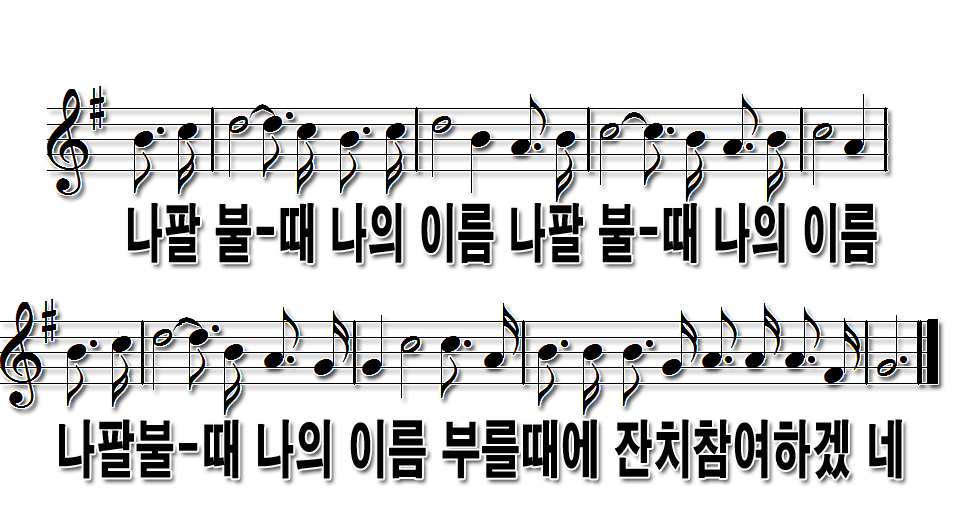 나팔 불-때 나의 이름 나팔 불-때 나의 이름
나팔불-때 나의 이름 부를때에 잔치참여하겠 네